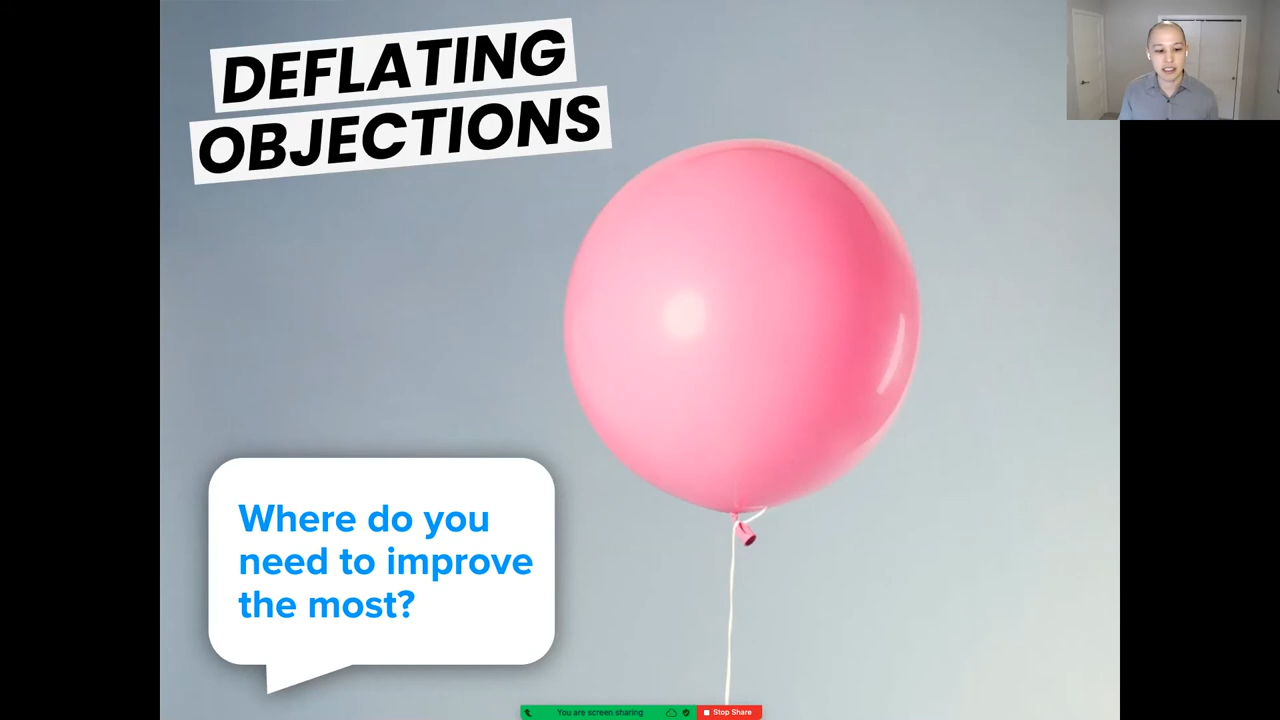 DEFLATING
OBJECTIONS
Where do you
need to improve
the most?
You are screen sharing
Stop Share